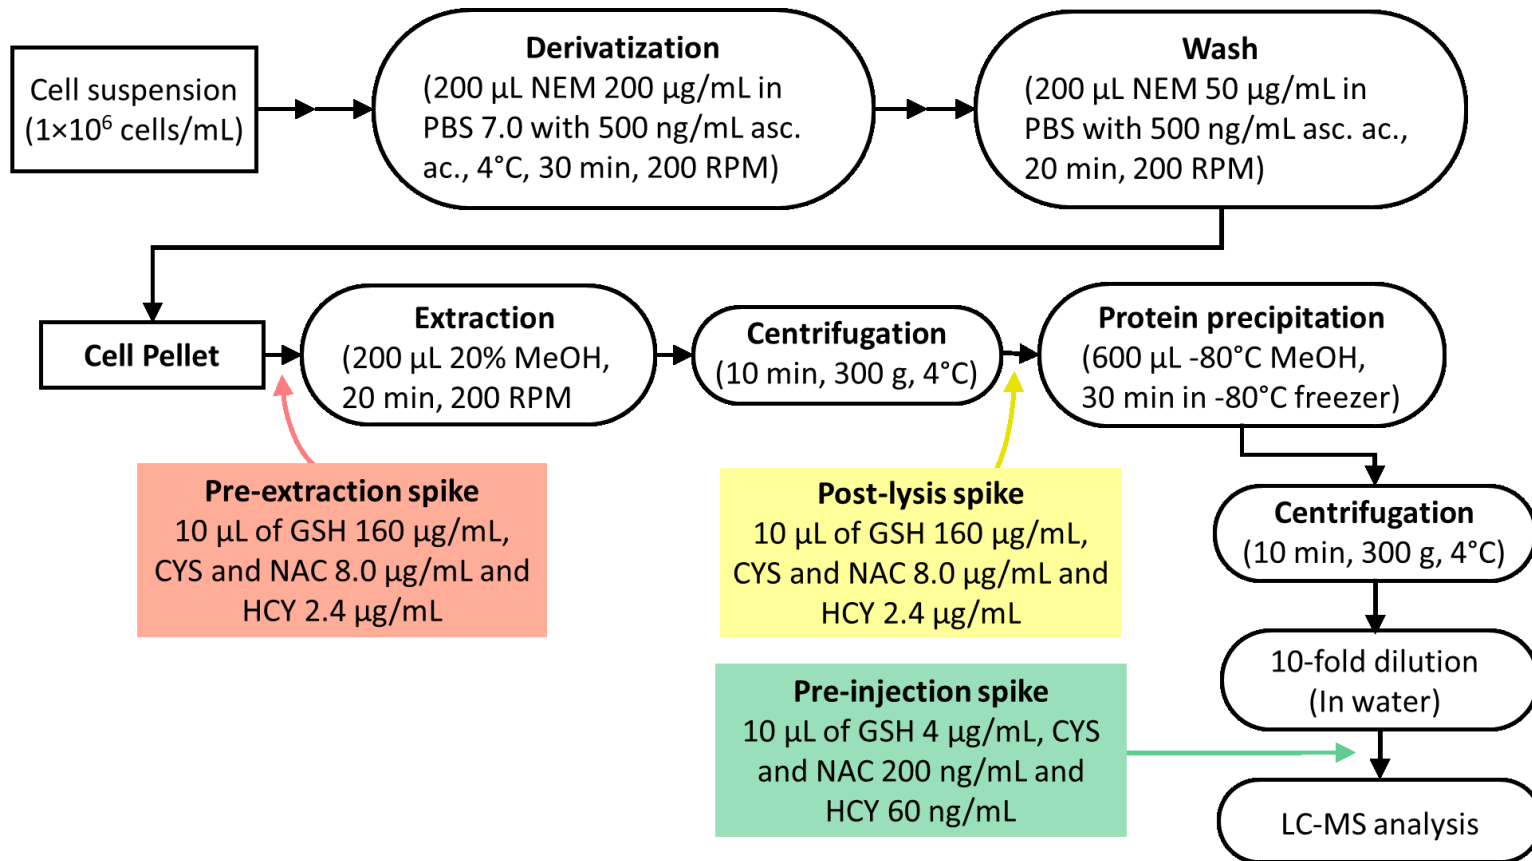 Cell suspension
(1×10⁶ cells/mL)
Derivatization
(200 µL NEM 200 µg/mL in
PBS 7.0 with 500 ng/mL asc.
ac., 4°C, 30 min, 200 RPM)
Wash
(200 µL NEM 50 µg/mL in
PBS with 500 ng/mL asc. ac.,
20 min, 200 RPM)
Cell Pellet
Extraction
(200 µL 20% MeOH,
20 min, 200 RPM
Centrifugation
(10 min, 300 g, 4°C)
Protein precipitation
(600 µL -80°C MeOH,
30 min in -80°C freezer)
Pre-extraction spike
10 µL of GSH 160 µg/mL,
CYS and NAC 8.0 µg/mL and
HCY 2.4 µg/mL
Post-lysis spike
10 µL of GSH 160 µg/mL,
CYS and NAC 8.0 µg/mL and
HCY 2.4 µg/mL
Centrifugation
(10 min, 300 g, 4°C)
10-fold dilution
(In water)
Pre-injection spike
10 µL of GSH 4 µg/mL, CYS
and NAC 200 ng/mL and
HCY 60 ng/mL
LC-MS analysis